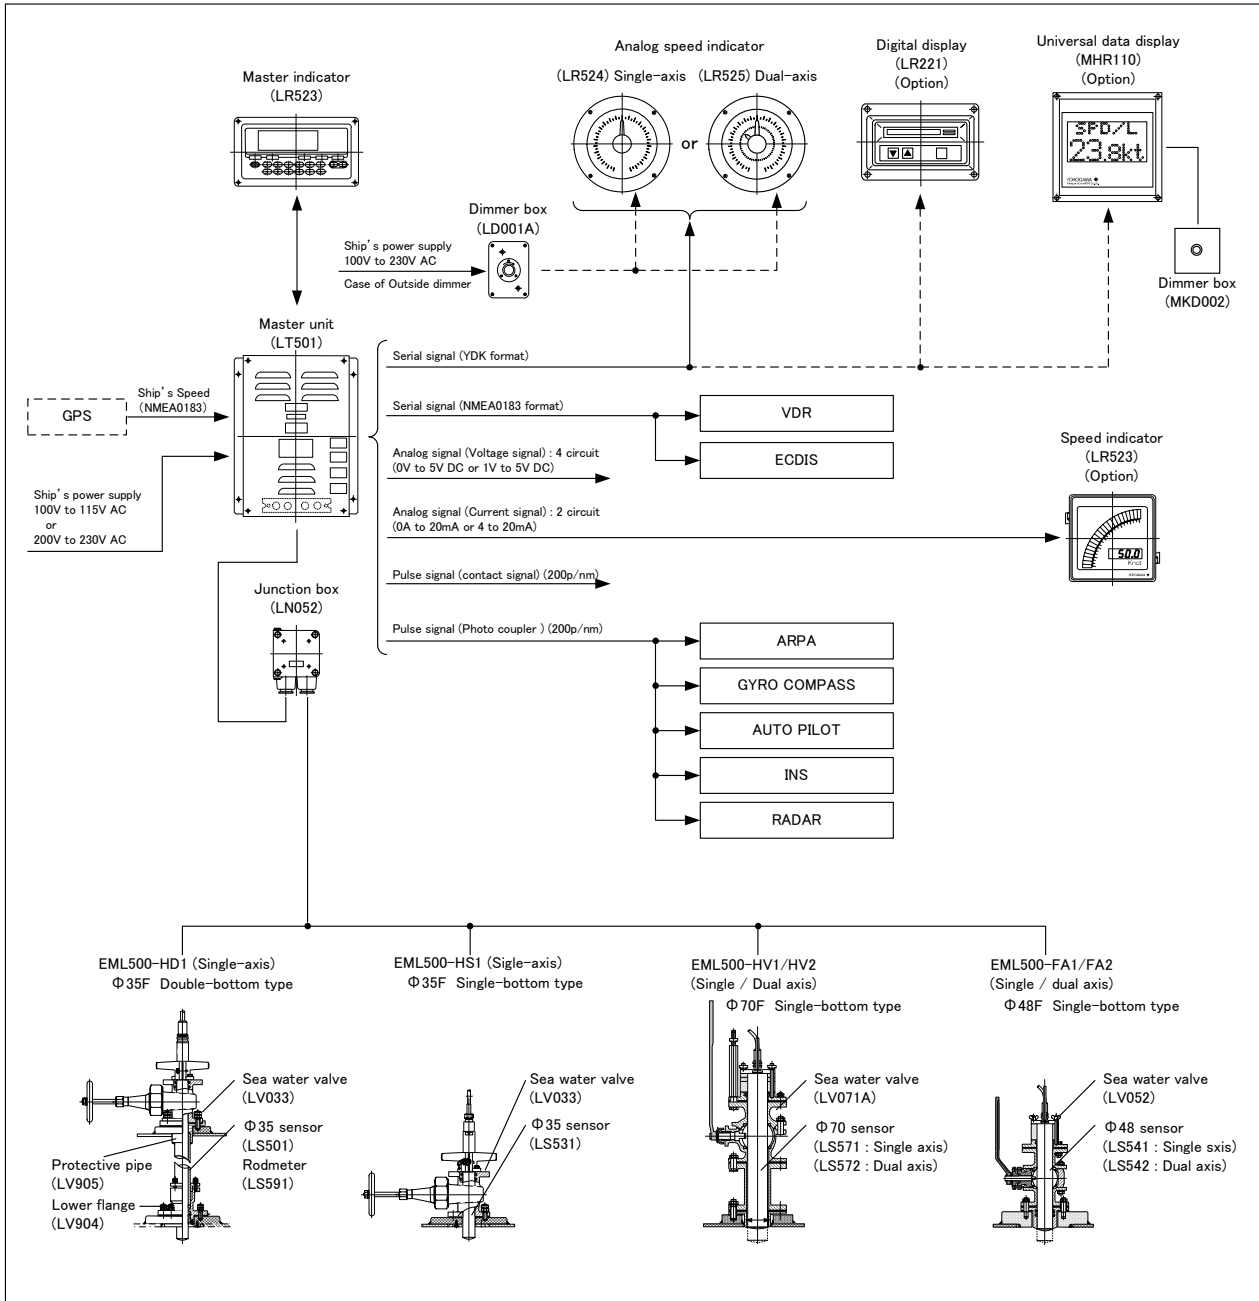 Master indicator
(LR523)
Analog speed indicator
(LR524) Single-axis
(LR525) Dual-axis
or
Digital display
(LR221)
(Option)
Universal data display
(MHR110)
(Option)
SPD/L
23.8kt
YOKOGAWA
Dimmer box
(MKD002)
Dimmer box
(LD001A)
Ship's power supply
100V to 230V AC
Case of Outside dimmer
Master unit
(LT501)
GPS
Ship's Speed
(NMEA0183)
Ship's power supply
100V to 115V AC
or
200V to 230V AC
Serial signal (YDK format)
Serial signal (NMEA0183 format)
VDR
ECDIS
Analog signal (Voltage signal) : 4 circuit
(0V to 5V DC or 1V to 5V DC)
Analog signal (Current signal) : 2 circuit
(0A to 20mA or 4 to 20mA)
Speed indicator
(LR523)
(Option)
50.0
Knot
YOKOGAWA
Pulse signal (contact signal) (200p/nm)
Pulse signal (Photo coupler ) (200p/nm)
ARPA
GYRO COMPASS
AUTO PILOT
INS
RADAR
Junction box
(LN052)
EML500-HD1 (Single-axis)
Φ35F Double-bottom type
Sea water valve
(LV033)
Φ35 sensor
(LS501)
Rodmeter
(LS591)
Protective pipe
(LV905)
Lower flange
(LV904)
EML500-HS1 (Sigle-axis)
Φ35F Single-bottom type
Sea water valve
(LV033)
Φ35 sensor
(LS531)
EML500-HV1/HV2
(Single / Dual axis)
Φ70F Single-bottom type
Sea water valve
(LV071A)
Φ70 sensor
(LS571 : Single axis)
(LS572 : Dual axis)
EML500-FA1/FA2
(Single / dual axis)
Φ48F Single-bottom type
Sea water valve
(LV052)
Φ48 sensor
(LS541 : Single sxis)
(LS542 : Dual axis)